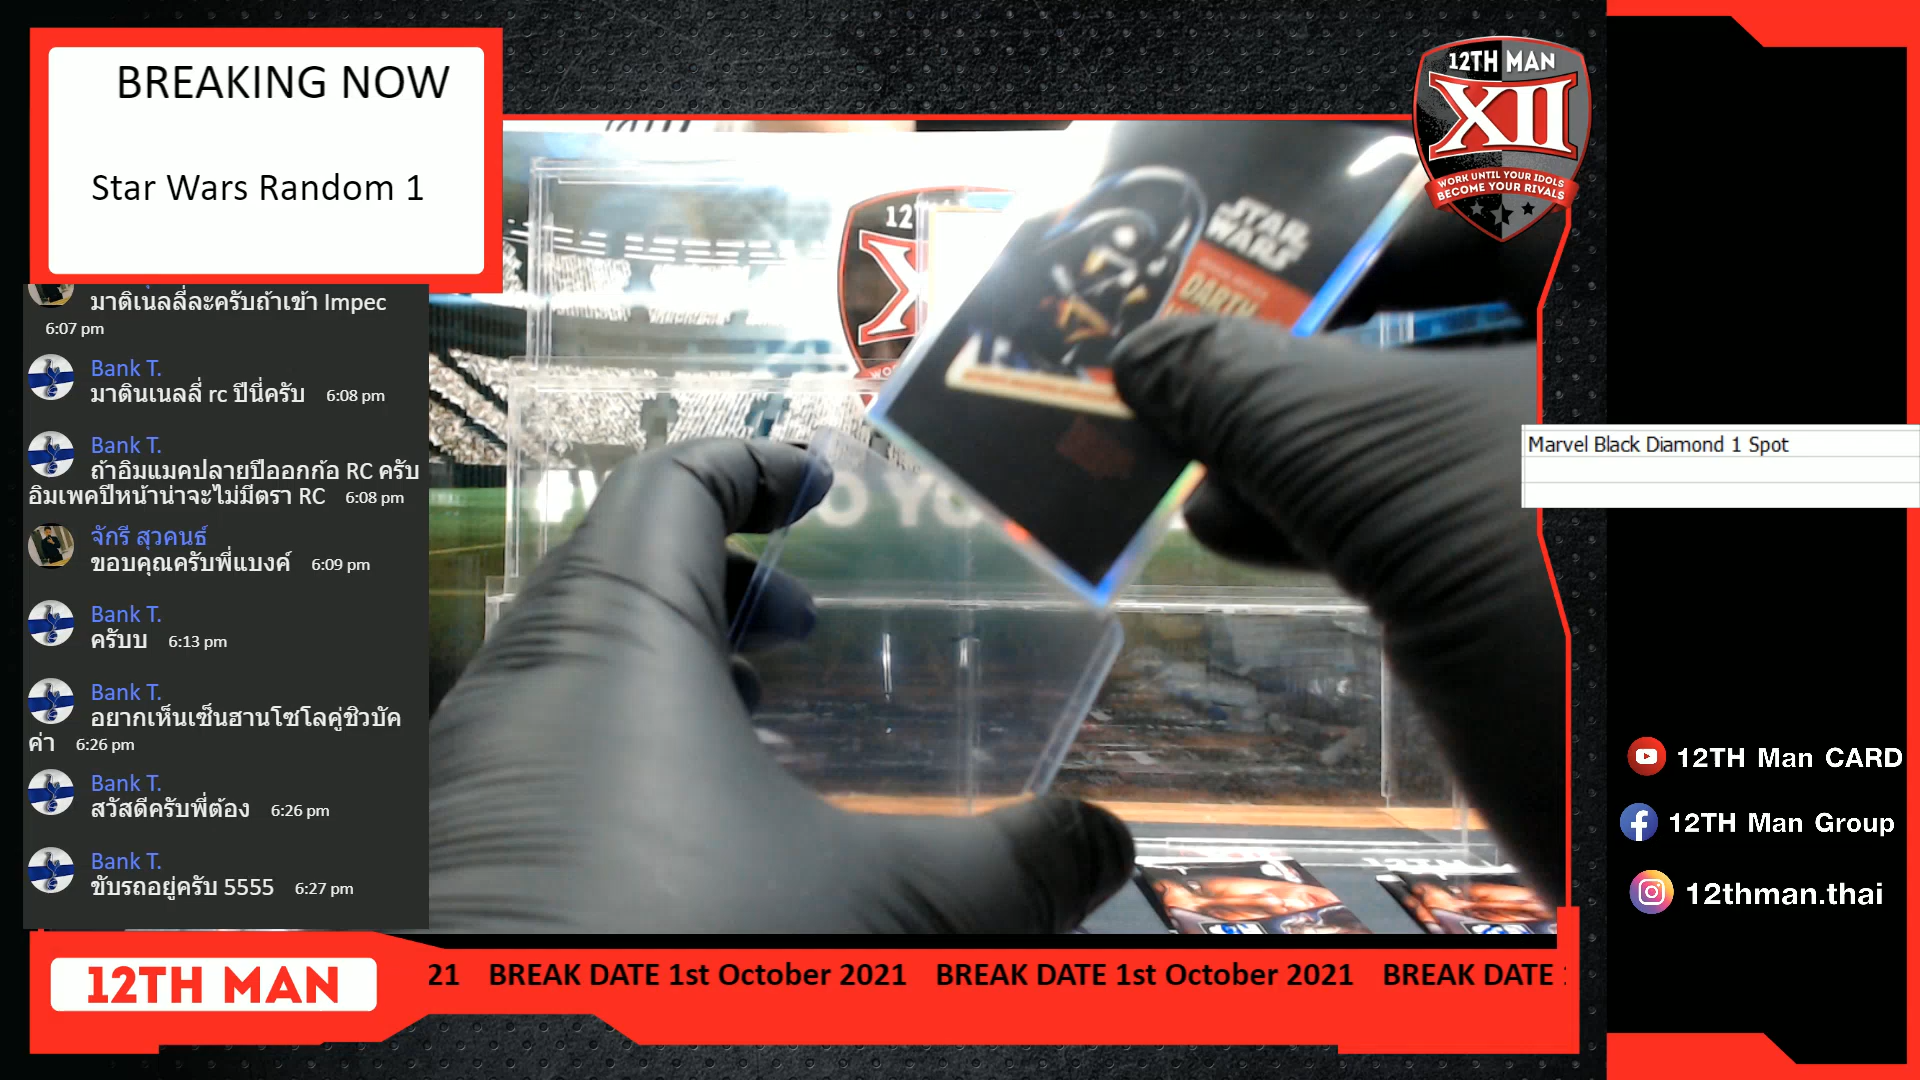 BREAKING NOW
Star Wars Random 1
มาติเนลลี่ละครับถ้าเข้า Impec
6:07 pm
Bank T.
มาตินเนลลี่ rc ปีนี่ครับ 6:08 pm
Bank T.
ถ้าอิมแมคปลายปีออกก้อ RC ครับ
อิมเพคปีหน้าน่าจะไม่มีตรา RC 6:08 pm
จักรี สุวคนธ์
ขอบคุณครับพี่แบงค์ 6:09 pm
Bank T.
ครับบ 6:13 pm
Bank T.
อยากเห็นเซ็นฮานโซโลคู่ชิวบัค
ค่า 6:26 pm
Bank T.
สวัสดีครับพี่ต้อง 6:26 pm
Bank T.
ขับรถอยู่ครับ 5555 6:27 pm
12TH MAN
XII
WORK UNTIL YOUR IDOLS
BECOME YOUR RIVALS
STAR
WARS
DARTH
12
O YO
Marvel Black Diamond 1 Spot
12TH Man CARD
12TH Man Group
12thman.thai
12TH MAN
21 BREAK DATE 1st October 2021 BREAK DATE 1st October 2021 BREAK DATE